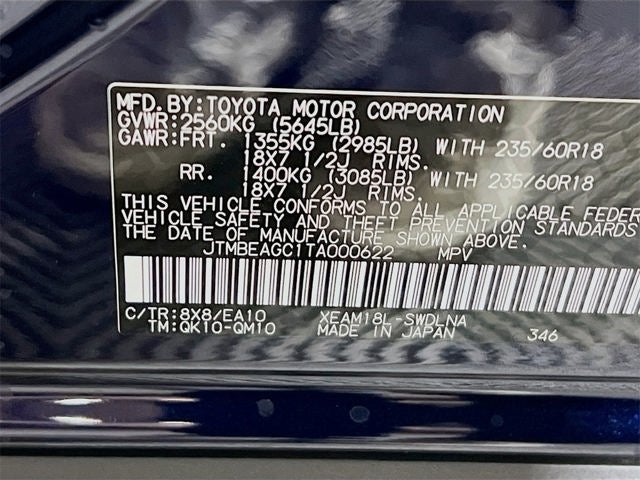 MFD.BY:TOYOTA MOTOR CORPORATION
GVWR:2560KG (5645LB)
GAWR:FRT. 1355KG (2985LB) WITH 235/60R18
18X7 1/2J RIMS.
RR. 1400KG (3085LB) WITH 235/60R18
18X7 1/2J RIMS.
THIS VEHICLE CONFORMS TO ALL APPLICABLE FEDER
VEHICLE SAFETY AND THEFT PREVENTION STANDARDS
THE DATE OF MANUFACTURE SHOWN ABOVE.
JTMBEAGC1TA000622 MPV
C/TR:8X8/EA10 XEAM18L-SWDLNA
TM:QK10-QM10 MADE IN JAPAN 346